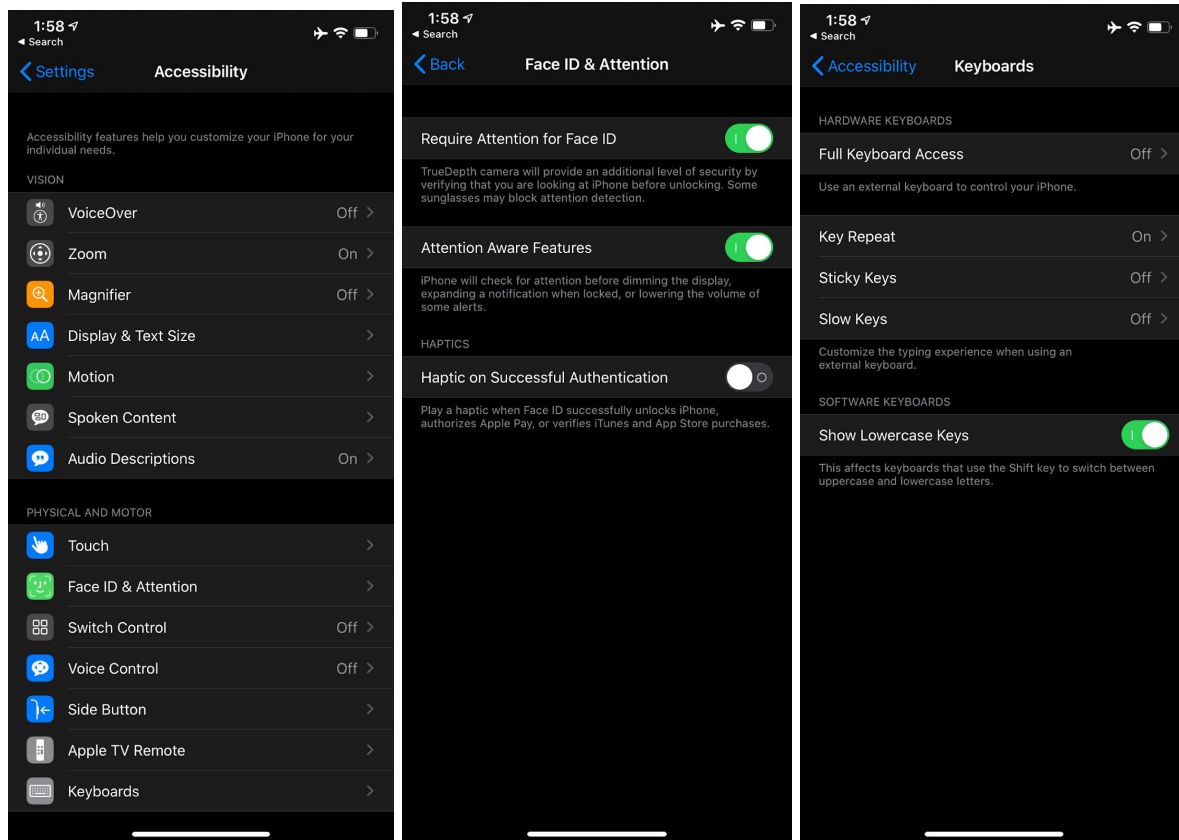 1:58
◀ Search
Settings
Accessibility
Accessibility features help you customize your iPhone for your
individual needs.
VISION
VoiceOver Off
Zoom On
Magnifier Off
AA Display & Text Size
Motion
Spoken Content
Audio Descriptions On
PHYSICAL AND MOTOR
Touch
Face ID & Attention
Switch Control Off
Voice Control Off
Side Button
Apple TV Remote
Keyboards
1:58
◀ Search
Back
Face ID & Attention
Require Attention for Face ID
TrueDepth camera will provide an additional level of security by
verifying that you are looking at iPhone before unlocking. Some
sunglasses may block attention detection.
Attention Aware Features
iPhone will check for attention before dimming the display,
expanding a notification when locked, or lowering the volume of
some alerts.
HAPTICS
Haptic on Successful Authentication
Play a haptic when Face ID successfully unlocks iPhone,
authorizes Apple Pay, or verifies iTunes and App Store purchases.
1:58
◀ Search
Accessibility
Keyboards
HARDWARE KEYBOARDS
Full Keyboard Access Off
Use an external keyboard to control your iPhone.
Key Repeat On
Sticky Keys Off
Slow Keys Off
Customize the typing experience when using an
external keyboard.
SOFTWARE KEYBOARDS
Show Lowercase Keys
This affects keyboards that use the Shift key to switch between
uppercase and lowercase letters.